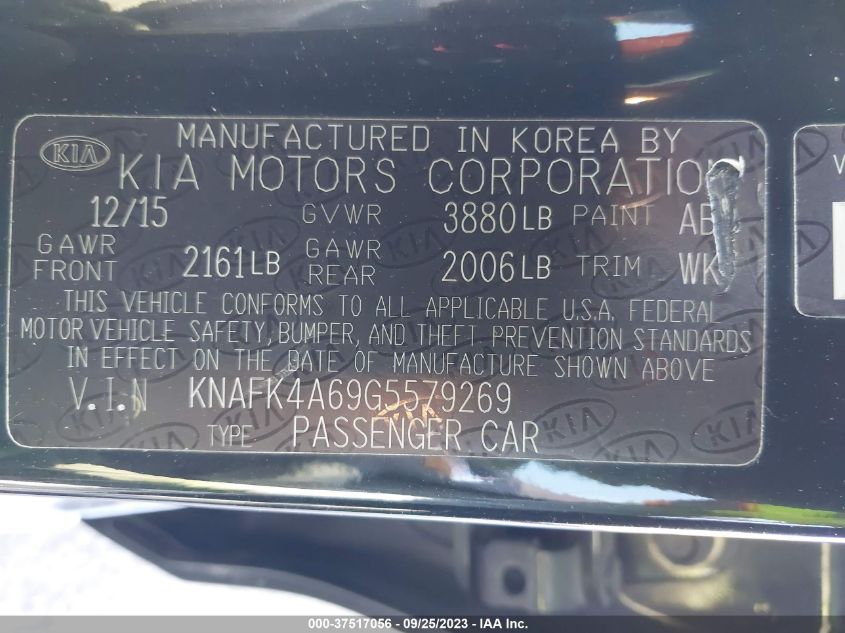 MANUFACTURED IN KOREA BY
KIA KIA MOTORS CORPORATION
12/15 GVWR 3880LB PAINT
GAWR FRONT 2161LB GAWR REAR 2006LB TRIM WK
THIS VEHICLE CONFORMS TO ALL APPLICABLE U.S.A. FEDERAL
MOTOR VEHICLE SAFETY, BUMPER, AND THEFT PREVENTION STANDARDS
IN EFFECT ON THE DATE OF MANUFACTURE SHOWN ABOVE
V.I.N KNAFK4A69G5579269
TYPE PASSENGER CAR
000-37517056 - 09/25/2023 - IAA Inc.